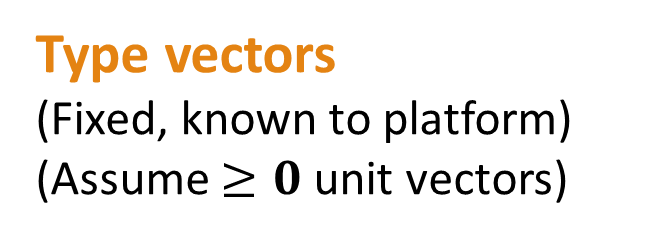 Type vectors
(Fixed, known to platform)
(Assume ≥ 0 unit vectors)